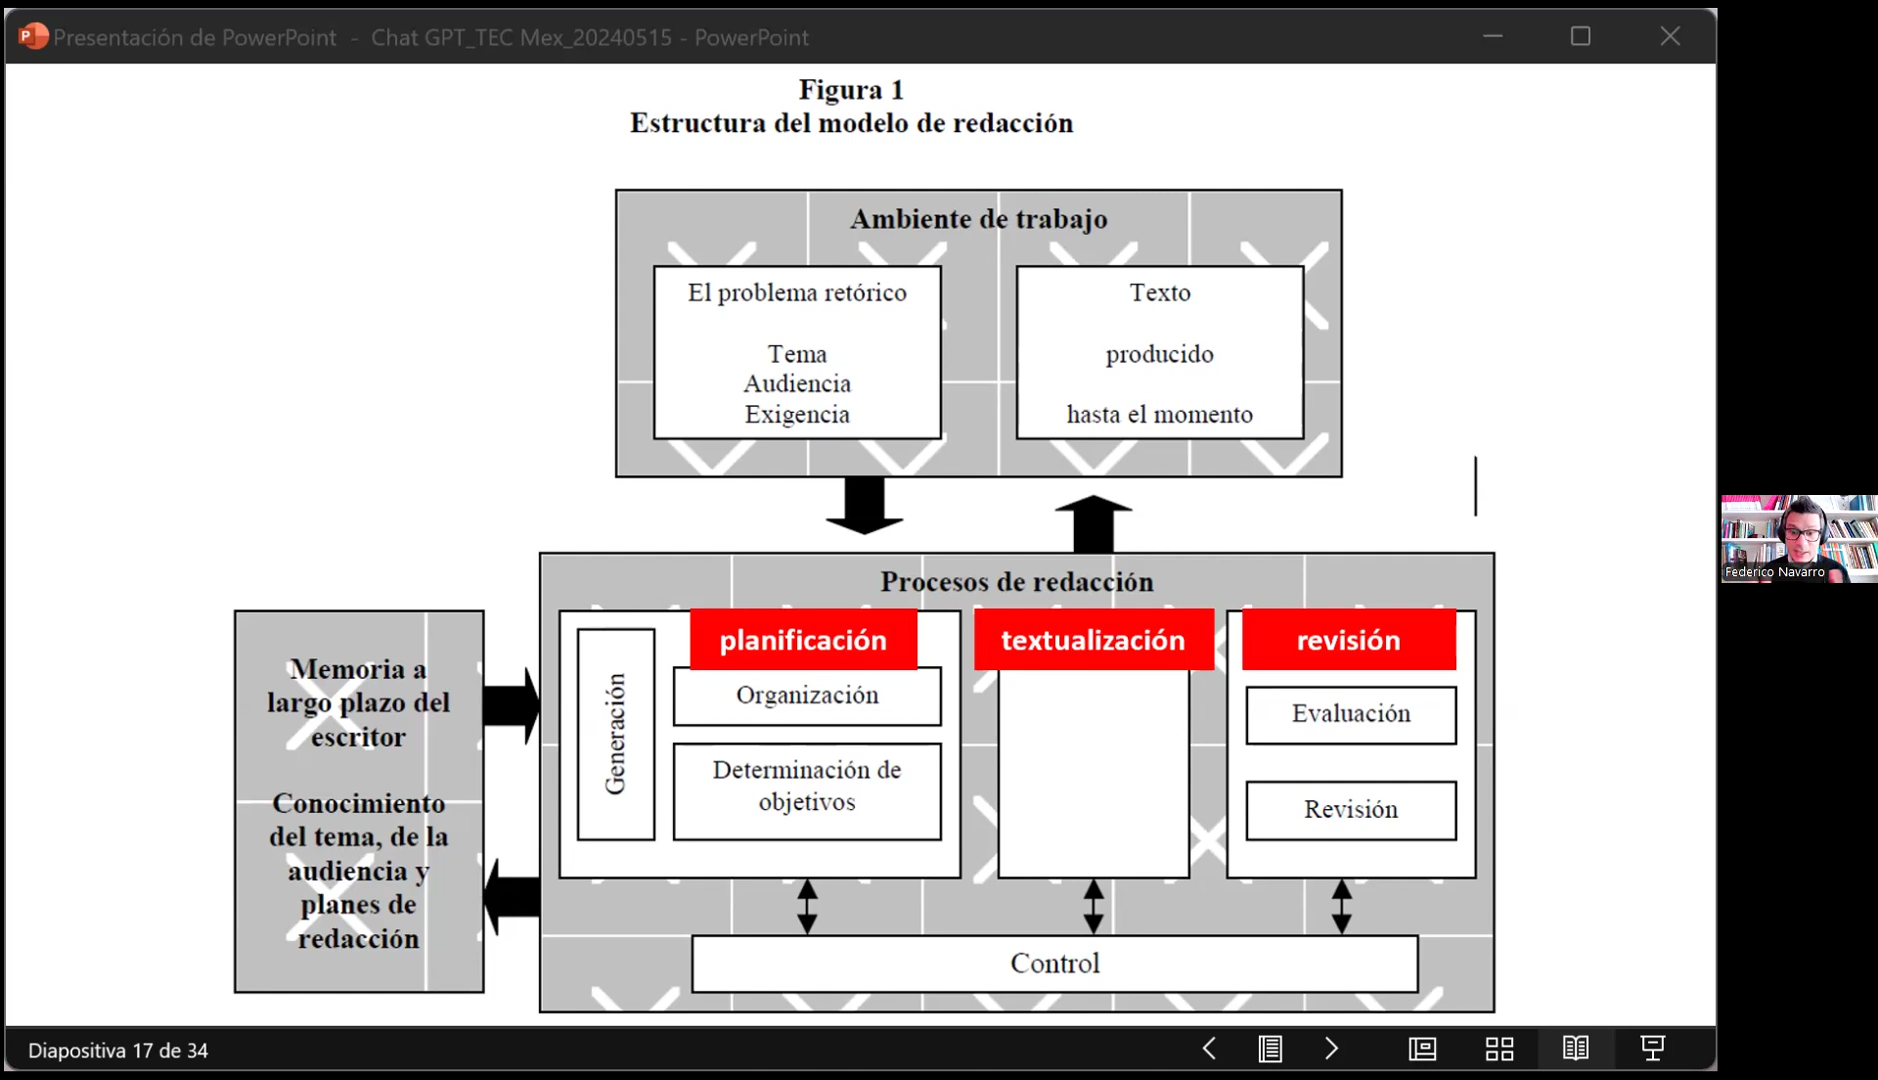 Presentación de PowerPoint - Chat GPT_TEC Mex_20240515 - PowerPoint
Figura 1
Estructura del modelo de redacción
Ambiente de trabajo
El problema retórico
Tema
Audiencia
Exigencia
Texto
producido
hasta el momento
Memoria a
largo plazo del
escritor
Conocimiento
del tema, de la
audiencia y
planes de
redacción
Procesos de redacción
planificación
Generación
Organización
Determinación de
objetivos
textualización
revisión
Evaluación
Revisión
Control
Federico Navarro
Diapositiva 17 de 34